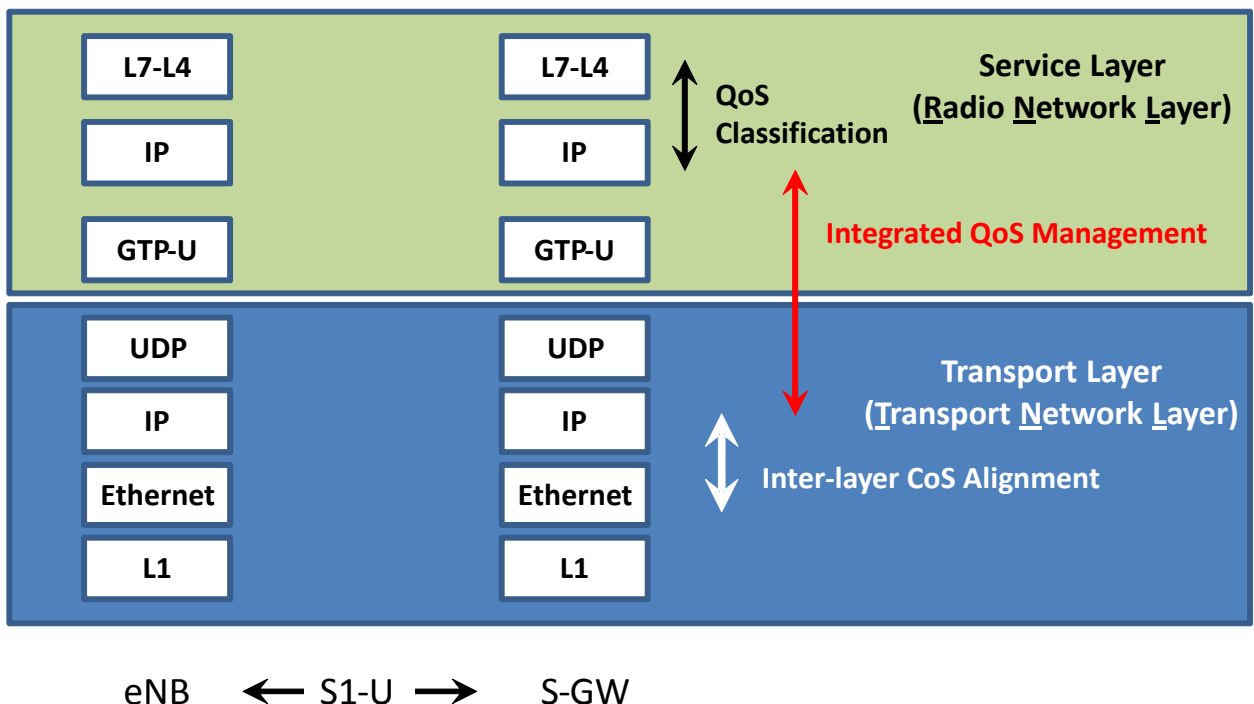 L7-L4
L7-L4
QoS
Classification
Service Layer
(Radio Network Layer)
IP
IP
GTP-U
GTP-U
Integrated QoS Management
UDP
UDP
Transport Layer
(Transport Network Layer)
IP
IP
Ethernet
Ethernet
Inter-layer CoS Alignment
L1
L1
eNB
S1-U
S-GW